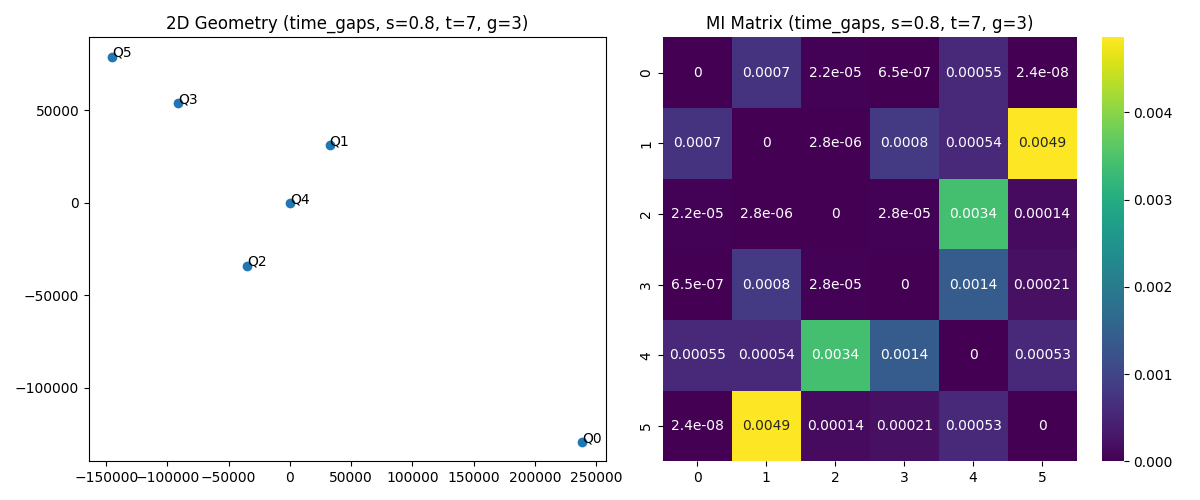 2D Geometry (time_gaps, s=0.8, t=7, g=3)
50000
0
−50000
−100000
−150000 −100000 −50000 0 50000 100000 150000 200000 250000
Q5
Q3
Q1
Q4
Q2
Q0
MI Matrix (time_gaps, s=0.8, t=7, g=3)
0 0 0.0007 2.2e-05 6.5e-07 0.00055 2.4e-08
1 0.0007 0 2.8e-06 0.0008 0.00054 0.0049
2 2.2e-05 2.8e-06 0 2.8e-05 0.0034 0.00014
3 6.5e-07 0.0008 2.8e-05 0 0.0014 0.00021
4 0.00055 0.00054 0.0034 0.0014 0 0.00053
5 2.4e-08 0.0049 0.00014 0.00021 0.00053 0
0 1 2 3 4 5
0.004
0.003
0.002
0.001
0.000